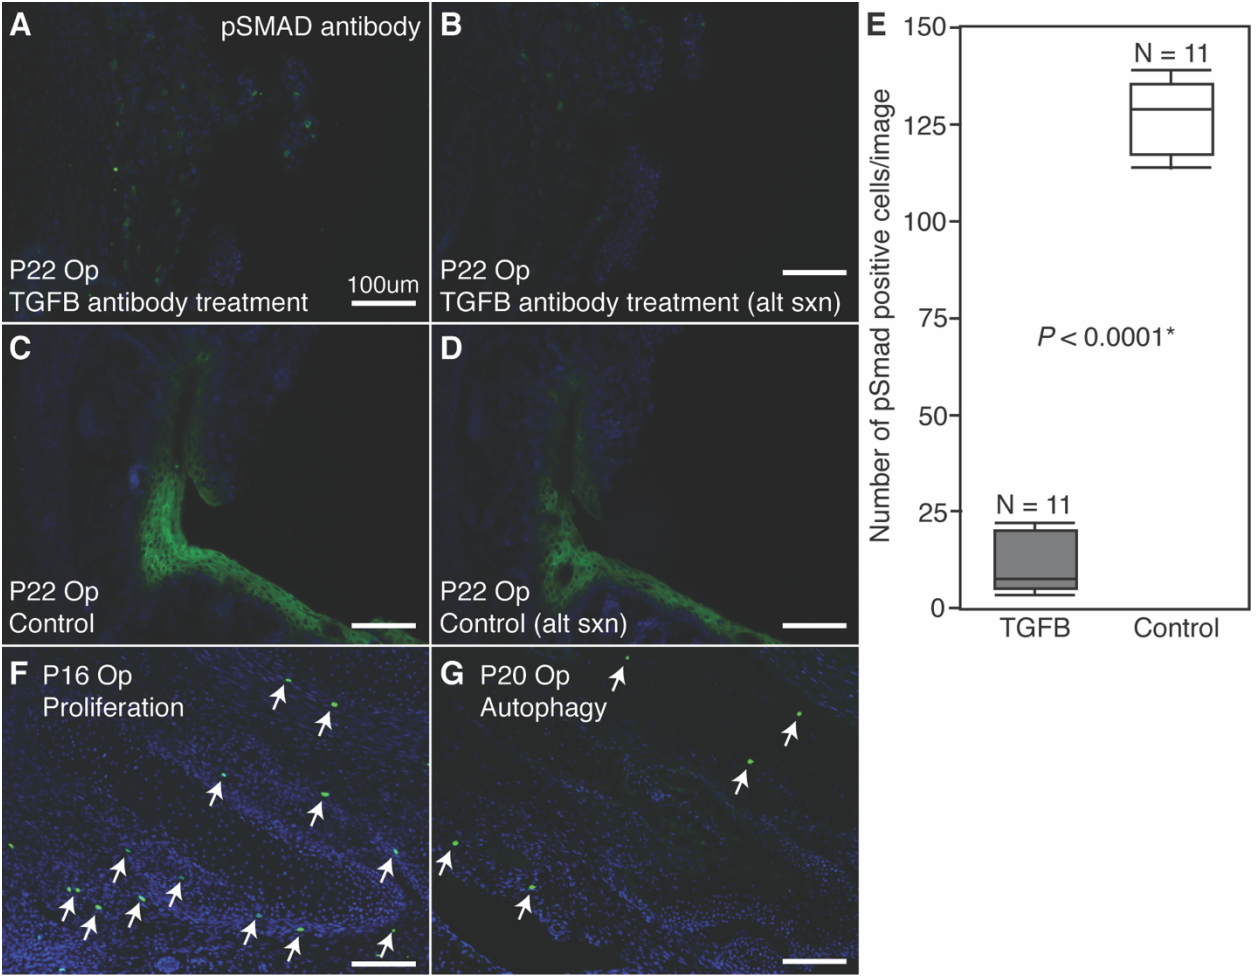 A
pSMAD antibody
P22 Op
TGFB antibody treatment
100um
B
P22 Op
TGFB antibody treatment (alt sxn)
C
P22 Op
Control
D
P22 Op
Control (alt sxn)
E
Number of pSmad positive cells/image
150
125
100
75
50
25
0
N = 11
N = 11
P < 0.0001*
TGFB
Control
F
P16 Op
Proliferation
G
P20 Op
Autophagy